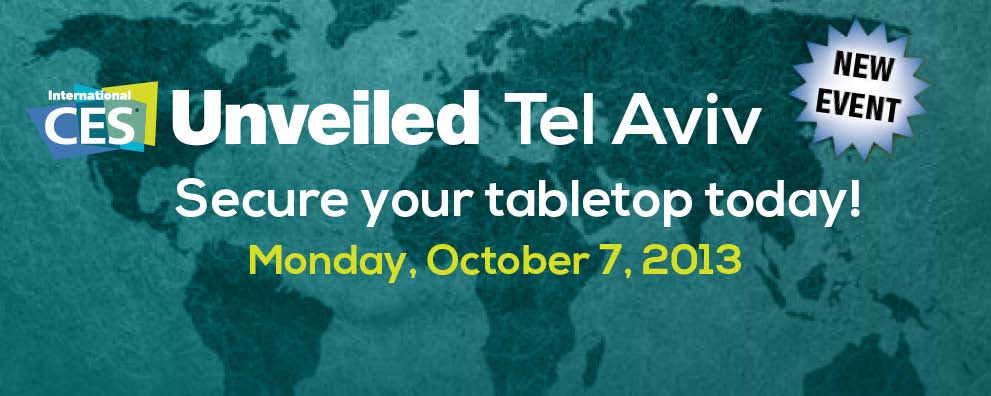 International
CES
Unveiled Tel Aviv
NEW
EVENT
Secure your tabletop today!
Monday, October 7, 2013